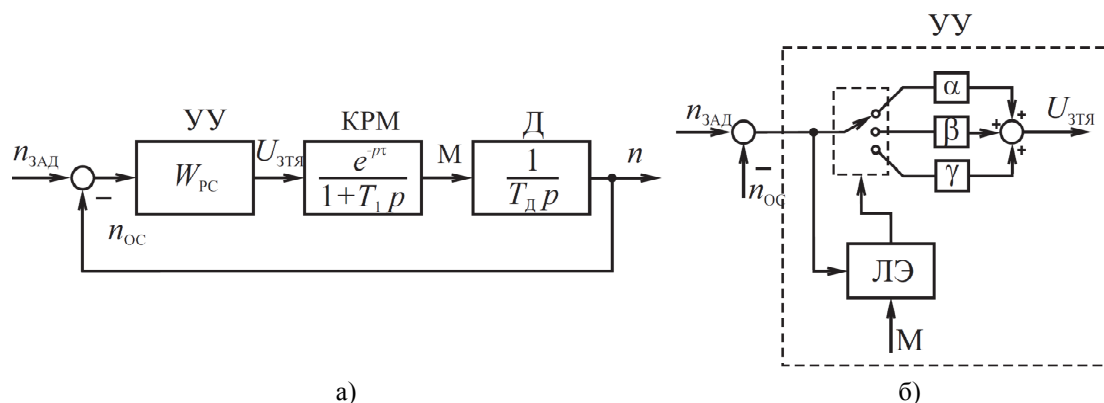 УУ
КРМ
Д
n_ЗАД
W_РС
U_ЗТЯ
e^{-pτ}
1+T_1 p
М
1
T_Д p
n
−
n_ОС
а)
УУ
n_ЗАД
−
n_ОС
α
β
γ
+
+
+
U_ЗТЯ
ЛЭ
М
б)